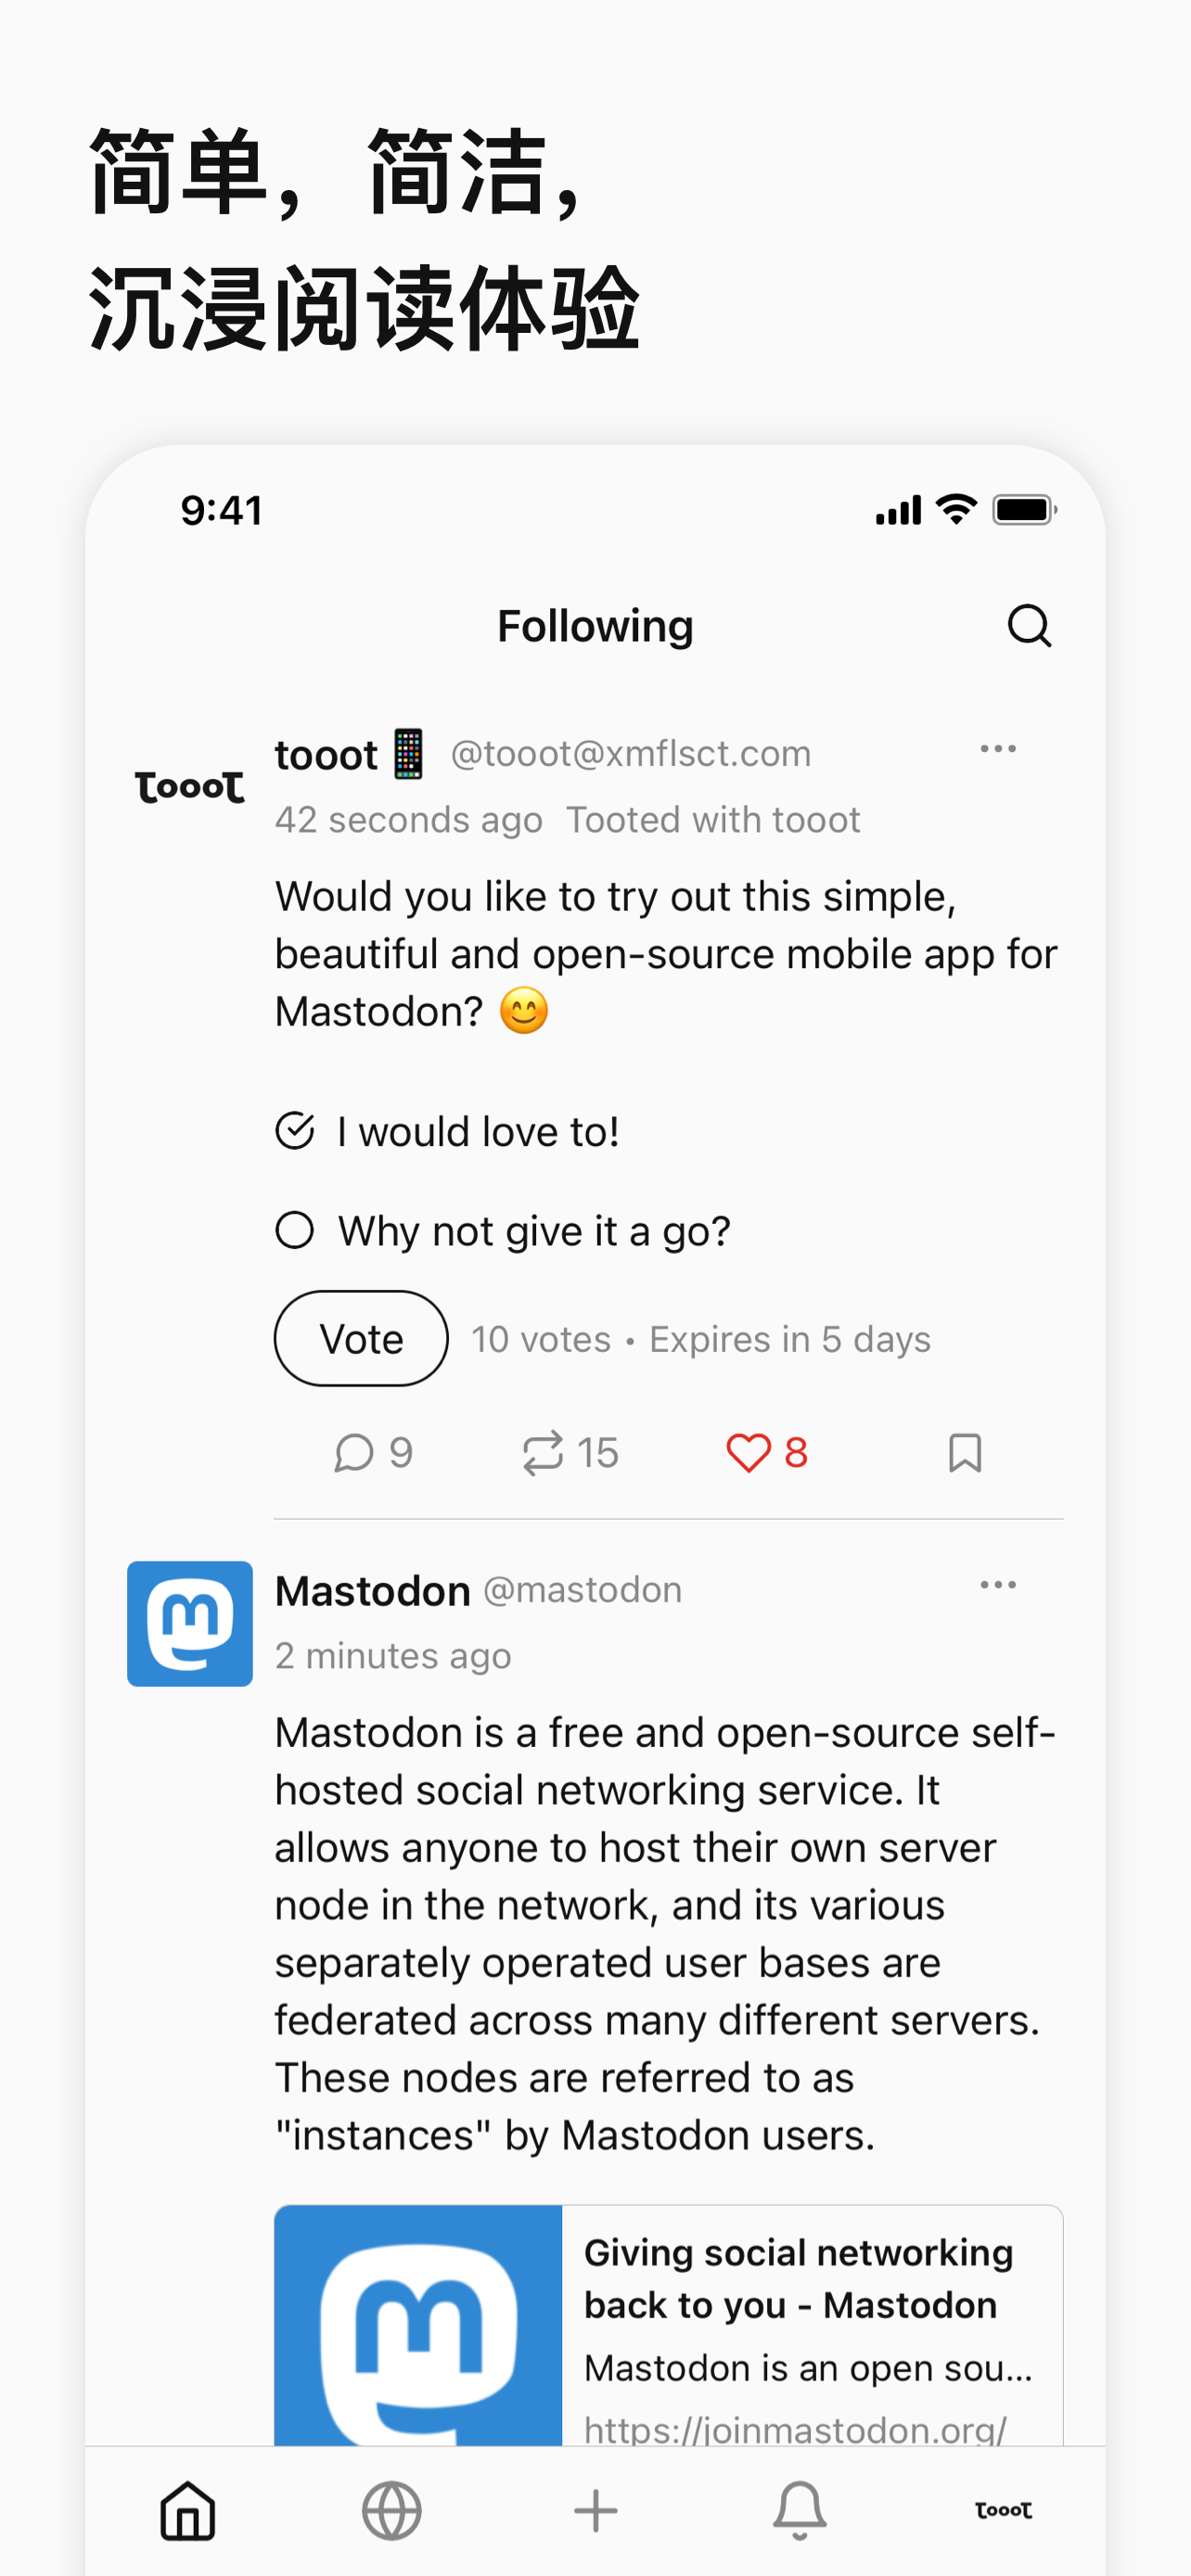 简单，简洁，
沉浸阅读体验
9:41
Following
tooot
tooot📱 @tooot@xmflsct.com
42 seconds ago Tooted with tooot
Would you like to try out this simple,
beautiful and open-source mobile app for
Mastodon? 😊
I would love to!
Why not give it a go?
Vote 10 votes • Expires in 5 days
9 15 8
Mastodon @mastodon
2 minutes ago
Mastodon is a free and open-source self-
hosted social networking service. It
allows anyone to host their own server
node in the network, and its various
separately operated user bases are
federated across many different servers.
These nodes are referred to as
"instances" by Mastodon users.
Giving social networking
back to you - Mastodon
Mastodon is an open sou...
https://joinmastodon.org/
tooot